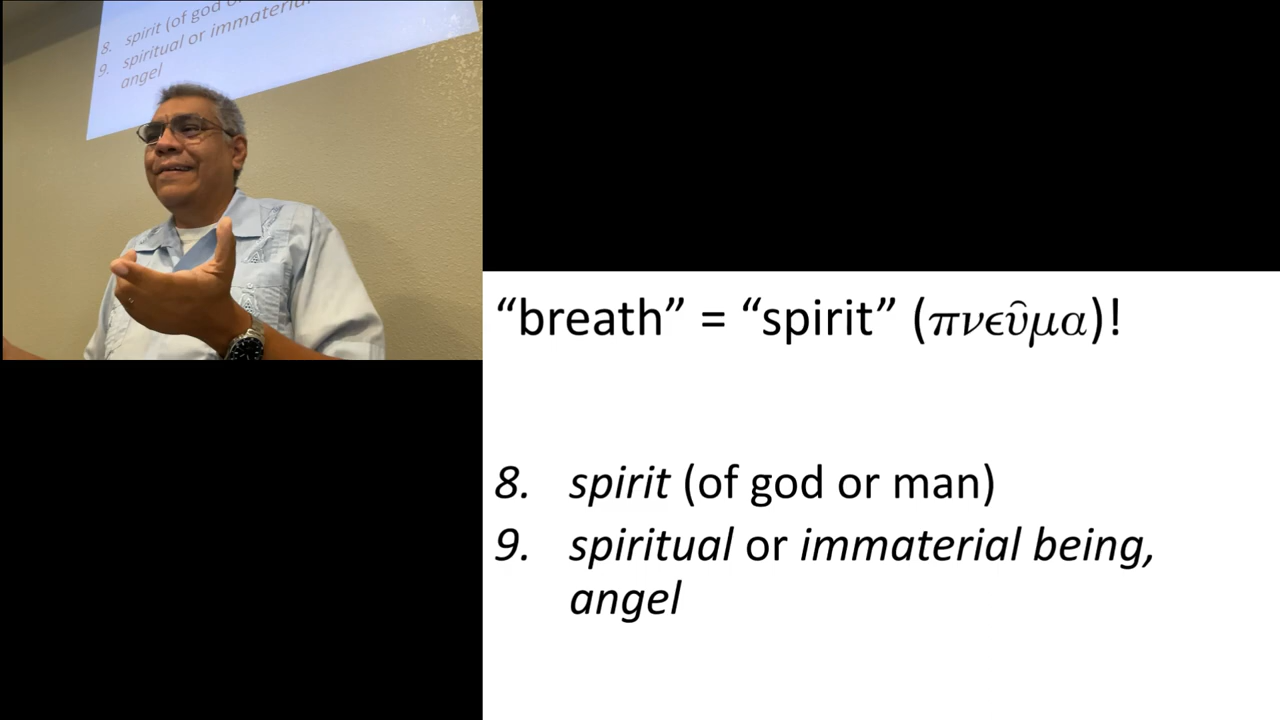 8. spirit (of god o
9. spiritual or immateria
angel
“breath” = “spirit” (πνεῦμα)!
8. spirit (of god or man)
9. spiritual or immaterial being,
angel